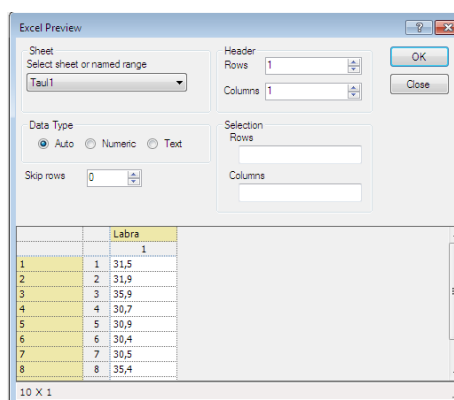 Excel Preview
Sheet
Select sheet or named range
Taul1
Header
Rows 1
Columns 1
OK
Close
Data Type
Auto Numeric Text
Selection
Rows
Columns
Skip rows 0
Labra
1
1 1 31,5
2 2 31,9
3 3 35,9
4 4 30,7
5 5 30,9
6 6 30,4
7 7 30,5
8 8 35,4
10 X 1